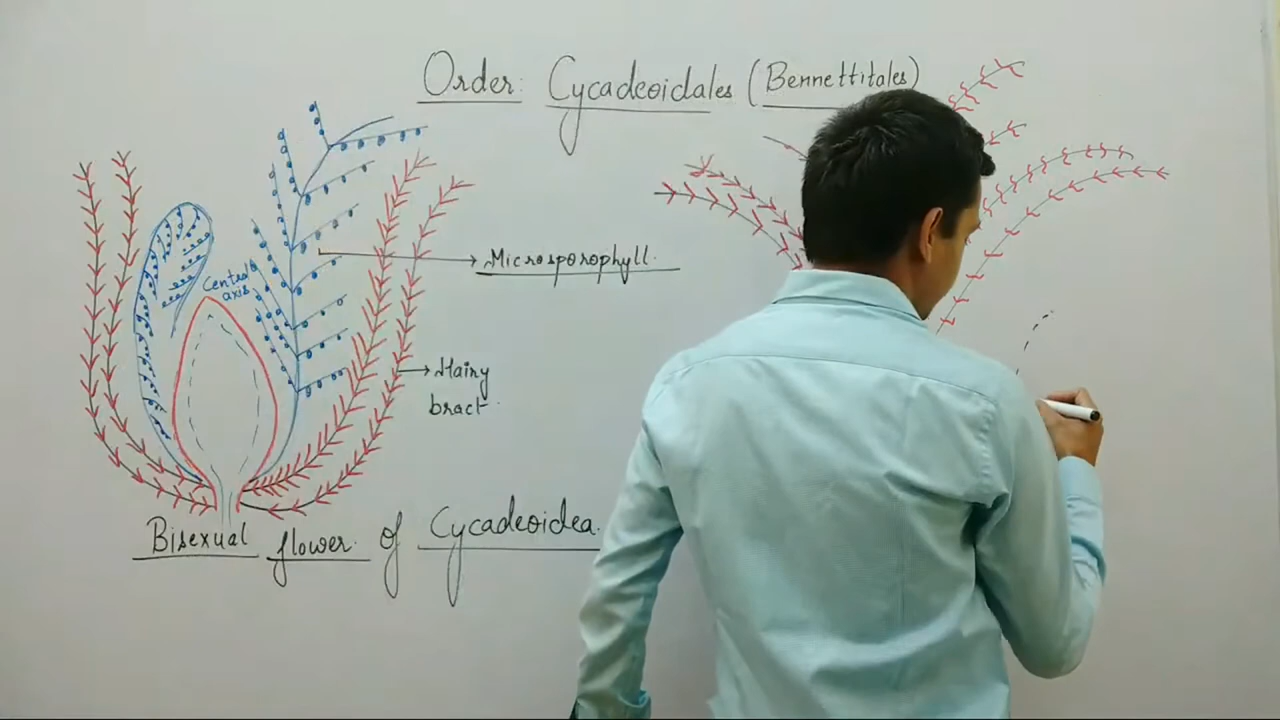 Order: Cycadeoidales (Bennettitales)
Central
axis
Microsporophyll.
Hairy
bract.
Bisexual flower of Cycadeoidea.